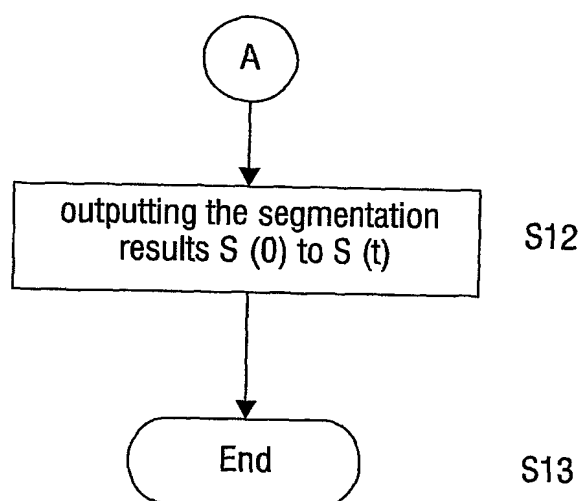 A
outputting the segmentation
results S (0) to S (t)
S12
End
S13